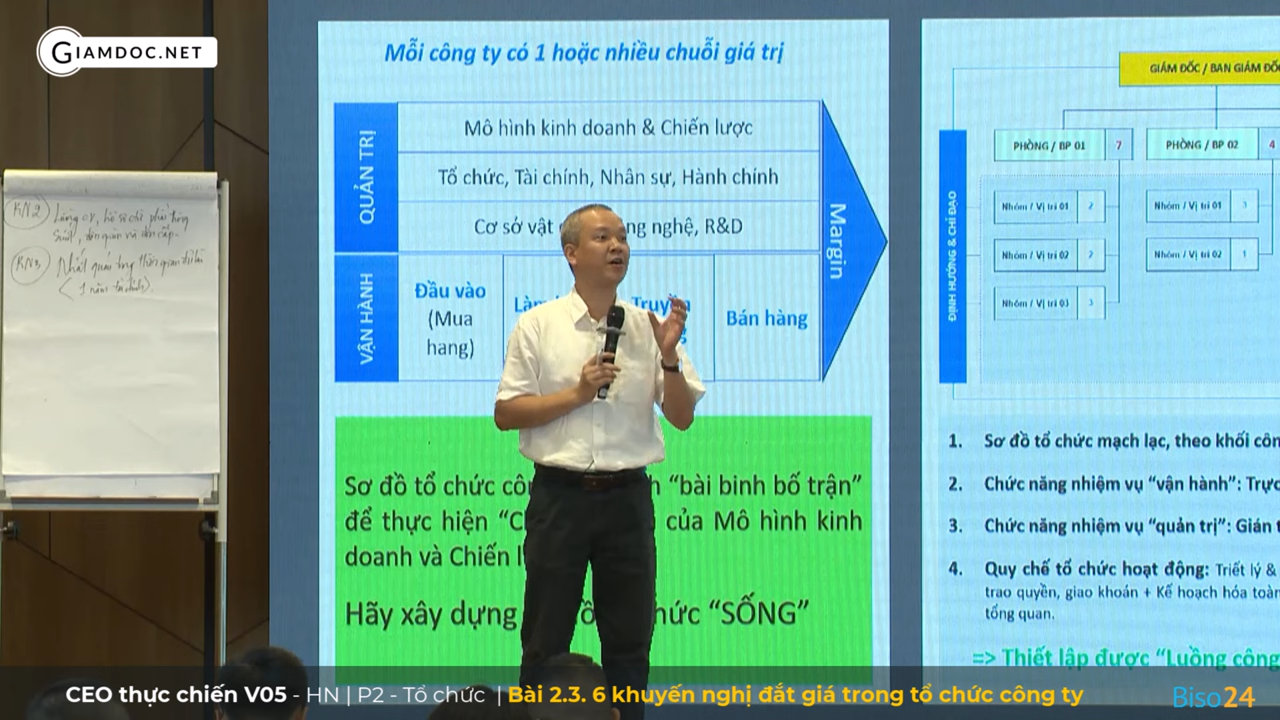 GIAMDOC.NET
KN2
Mỗi công ty có 1 hoặc nhiều chuỗi giá trị
QUẢN TRỊ
Mô hình kinh doanh & Chiến lược
Tổ chức, Tài chính, Nhân sự, Hành chính
Cơ sở vật ng nghệ, R&D
Margin
VẬN HÀNH
Đầu vào
(Mua
hang)
Truyền
Bán hàng
Sơ đồ tổ chức "bài binh bố trận"
để thực hiện của Mô hình kinh
doanh và Chiến
Hãy xây dựng "SỐNG"
GIÁM ĐỐC / BAN GIÁM ĐỐ
PHÒNG / BP 01 7
PHÒNG / BP 02 4
ĐỊNH HƯỚNG & CHỈ ĐẠO
Nhóm / Vị trí 01 2
Nhóm / Vị trí 01 3
Nhóm / Vị trí 02 2
Nhóm / Vị trí 02 1
Nhóm / Vị trí 03 3
1. Sơ đồ tổ chức mạch lạc, theo khối côn
2. Chức năng nhiệm vụ "vận hành": Trực
3. Chức năng nhiệm vụ "quản trị": Gián t
4. Quy chế tổ chức hoạt động: Triết lý &
trao quyền, giao khoán + Kế hoạch hóa toàn
tổng quan.
=> Thiết lập được "Luồng công
CEO thực chiến V05 - HN | P2 - Tổ chức | Bài 2.3. 6 khuyến nghị đắt giá trong tổ chức công ty
Biso24